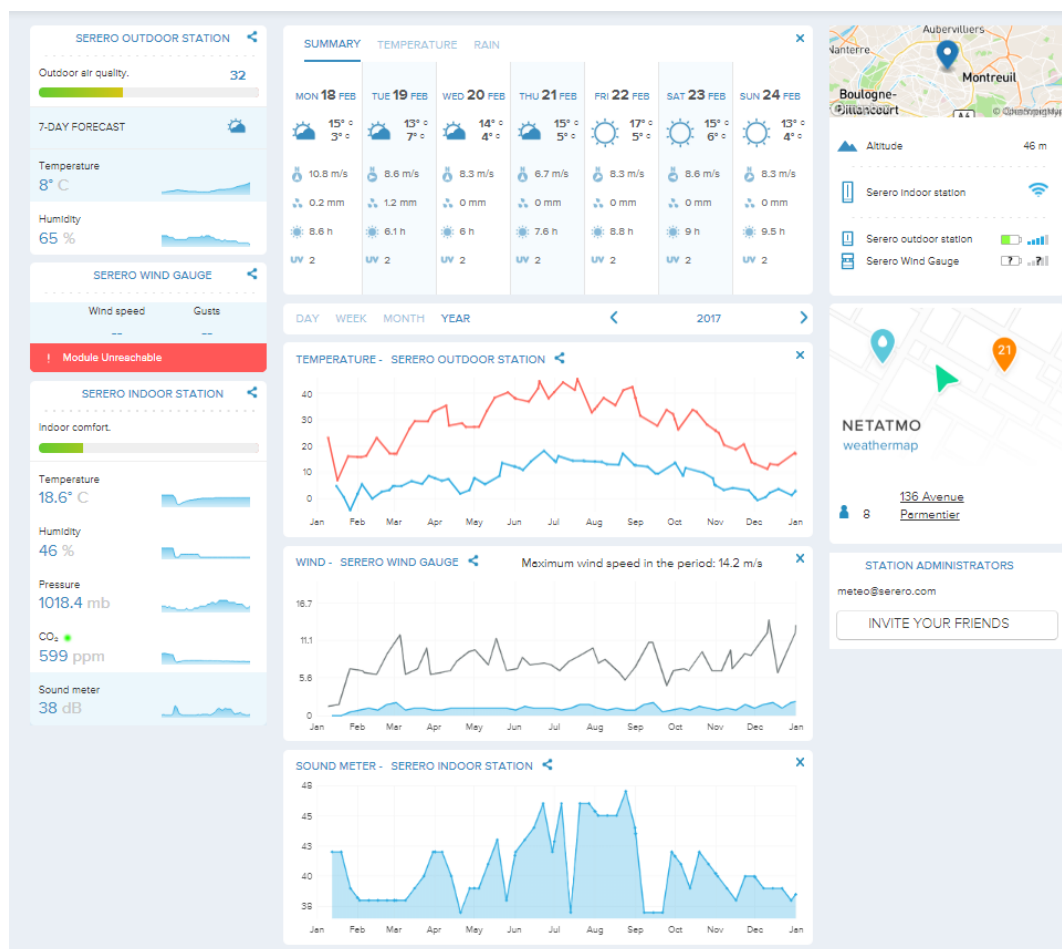 SERERO OUTDOOR STATION
Outdoor air quality.
32
7-DAY FORECAST
Temperature
8° C
Humidity
65 %
SERERO WIND GAUGE
Wind speed Gusts
-- --
! Module Unreachable
SERERO INDOOR STATION
Indoor comfort.
Temperature
18.6° C
Humidity
46 %
Pressure
1018.4 mb
CO₂
599 ppm
Sound meter
38 dB
SUMMARY TEMPERATURE RAIN
MON 18 FEB TUE 19 FEB WED 20 FEB THU 21 FEB FRI 22 FEB SAT 23 FEB SUN 24 FEB
15° c 13° c 14° c 15° c 17° c 15° c 13° c
3° c 7° c 4° c 5° c 5° c 6° c 4° c
10.8 m/s 8.6 m/s 8.3 m/s 6.7 m/s 8.3 m/s 8.6 m/s 8.3 m/s
0.2 mm 1.2 mm 0 mm 0 mm 0 mm 0 mm 0 mm
8.6 h 6.1 h 6 h 7.6 h 8.8 h 9 h 9.5 h
UV 2 UV 2 UV 2 UV 2 UV 2 UV 2 UV 2
DAY WEEK MONTH YEAR 2017
TEMPERATURE - SERERO OUTDOOR STATION
40
30
20
10
0
Jan Feb Mar Apr May Jun Jul Aug Sep Oct Nov Dec Jan
WIND - SERERO WIND GAUGE Maximum wind speed in the period: 14.2 m/s
16.7
11.1
5.6
0
Jan Feb Mar Apr May Jun Jul Aug Sep Oct Nov Dec Jan
SOUND METER - SERERO INDOOR STATION
48
45
43
40
38
Jan Feb Mar Apr May Jun Jul Aug Sep Oct Nov Dec Jan
Aubervilliers
Nanterre
Montreuil
Boulogne-
Billancourt
A4
Altitude 46 m
Serero Indoor station
Serero outdoor station
Serero Wind Gauge ? ?
21
NETATMO
weathermap
8
136 Avenue
Parmentier
STATION ADMINISTRATORS
meteo@serero.com
INVITE YOUR FRIENDS